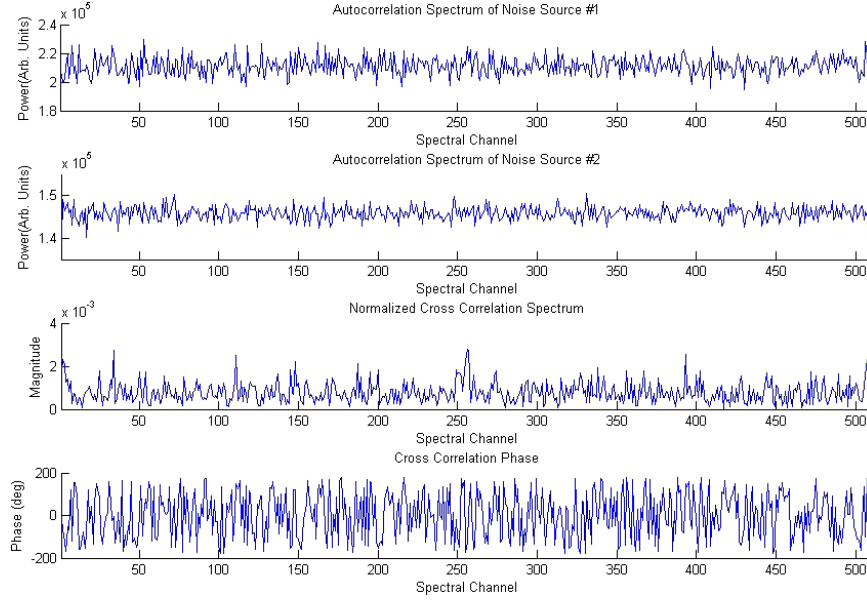 Autocorrelation Spectrum of Noise Source #1
x 10^5
Power(Arb. Units)
2.4
2.2
2
1.8
50 100 150 200 250 300 350 400 450 500
Spectral Channel
Autocorrelation Spectrum of Noise Source #2
x 10^5
Power(Arb. Units)
1.5
1.4
50 100 150 200 250 300 350 400 450 500
Spectral Channel
Normalized Cross Correlation Spectrum
x 10^-3
Magnitude
4
2
0
50 100 150 200 250 300 350 400 450 500
Spectral Channel
Cross Correlation Phase
Phase (deg)
200
0
-200
50 100 150 200 250 300 350 400 450 500
Spectral Channel